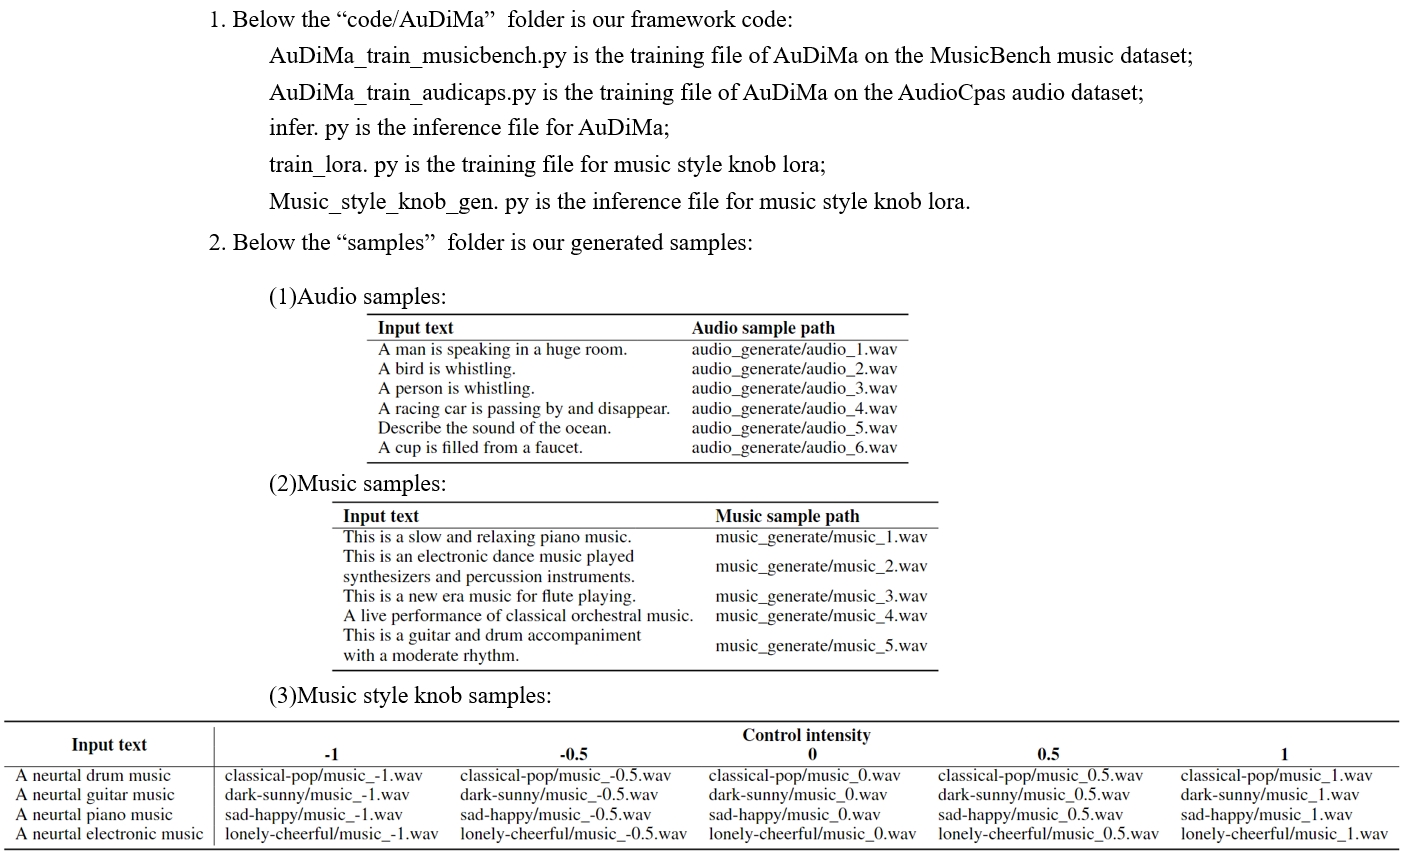 1. Below the “code/AuDiMa” folder is our framework code:
AuDiMa_train_musicbench.py is the training file of AuDiMa on the MusicBench music dataset;
AuDiMa_train_audicaps.py is the training file of AuDiMa on the AudioCpas audio dataset;
infer. py is the inference file for AuDiMa;
train_lora. py is the training file for music style knob lora;
Music_style_knob_gen. py is the inference file for music style knob lora.
2. Below the “samples” folder is our generated samples:
(1)Audio samples:
Input text Audio sample path
A man is speaking in a huge room. audio_generate/audio_1.wav
A bird is whistling. audio_generate/audio_2.wav
A person is whistling. audio_generate/audio_3.wav
A racing car is passing by and disappear. audio_generate/audio_4.wav
Describe the sound of the ocean. audio_generate/audio_5.wav
A cup is filled from a faucet. audio_generate/audio_6.wav
(2)Music samples:
Input text Music sample path
This is a slow and relaxing piano music. music_generate/music_1.wav
This is an electronic dance music played
synthesizers and percussion instruments. music_generate/music_2.wav
This is a new era music for flute playing. music_generate/music_3.wav
A live performance of classical orchestral music. music_generate/music_4.wav
This is a guitar and drum accompaniment
with a moderate rhythm. music_generate/music_5.wav
(3)Music style knob samples:
Input text Control intensity
-1 -0.5 0 0.5 1
A neurtal drum music classical-pop/music_-1.wav classical-pop/music_-0.5.wav classical-pop/music_0.wav classical-pop/music_0.5.wav classical-pop/music_1.wav
A neurtal guitar music dark-sunny/music_-1.wav dark-sunny/music_-0.5.wav dark-sunny/music_0.wav dark-sunny/music_0.5.wav dark-sunny/music_1.wav
A neurtal piano music sad-happy/music_-1.wav sad-happy/music_-0.5.wav sad-happy/music_0.wav sad-happy/music_0.5.wav sad-happy/music_1.wav
A neurtal electronic music lonely-cheerful/music_-1.wav lonely-cheerful/music_-0.5.wav lonely-cheerful/music_0.wav lonely-cheerful/music_0.5.wav lonely-cheerful/music_1.wav